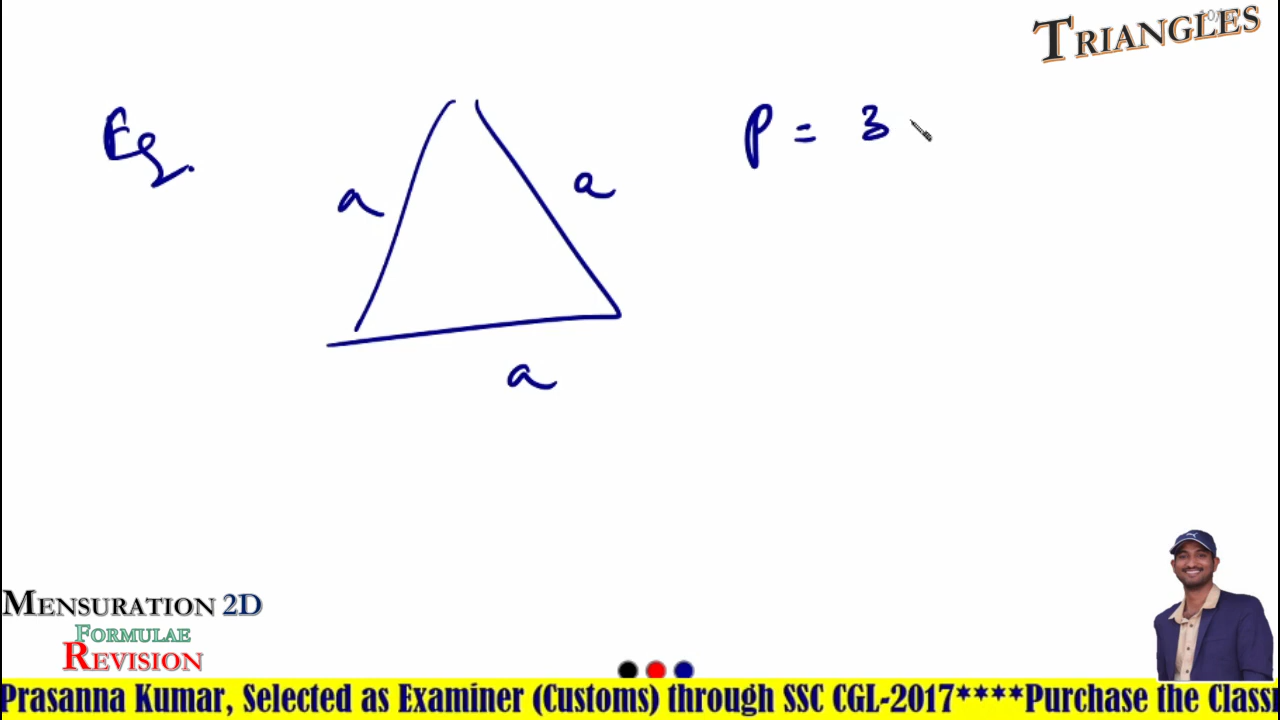 TRIANGLES
Eq.
P = 3
a
a
a
MENSURATION 2D
FORMULAE
REVISION
Prasanna Kumar, Selected as Examiner (Customs) through SSC CGL-2017****Purchase the Classi